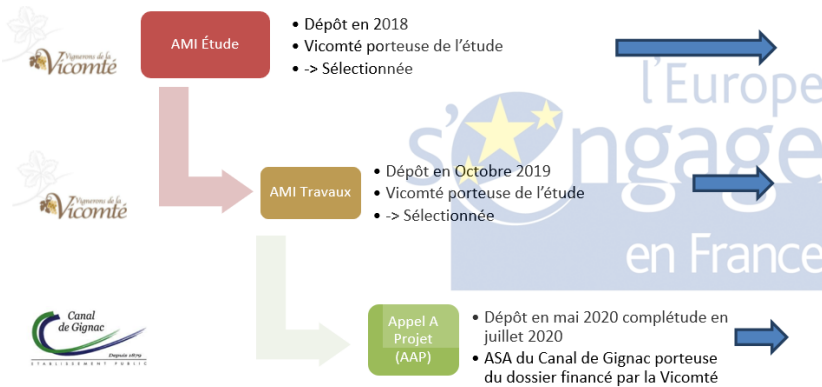 Vignerons de la
Vicomté
AMI Étude
• Dépôt en 2018
• Vicomté porteuse de l'étude
• -> Sélectionnée
l'Europe
s'engage
en France
Vignerons de la
Vicomté
AMI Travaux
• Dépôt en Octobre 2019
• Vicomté porteuse de l'étude
• -> Sélectionnée
Canal
de Gignac
Depuis 1879
ETABLISSEMENT PUBLIC
Appel A
Projet
(AAP)
• Dépôt en mai 2020 complétude en
juillet 2020
• ASA du Canal de Gignac porteuse
du dossier financé par la Vicomté